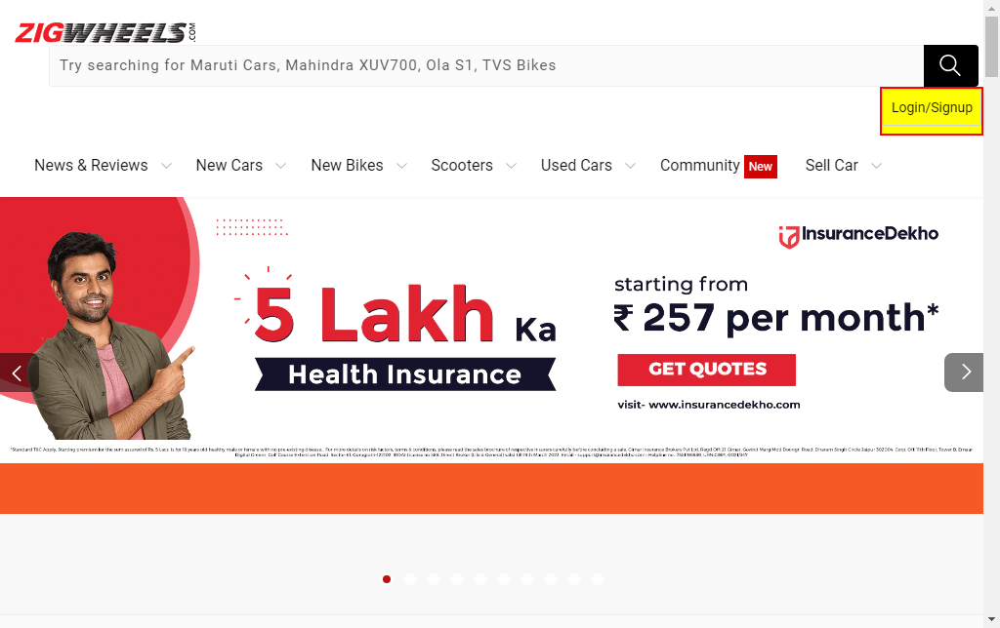 ZIGWHEELS.COM
Try searching for Maruti Cars, Mahindra XUV700, Ola S1, TVS Bikes
Login/Signup
News & Reviews
New Cars
New Bikes
Scooters
Used Cars
Community New
Sell Car
InsuranceDekho
5 Lakh Ka
Health Insurance
starting from
₹ 257 per month*
GET QUOTES
visit- www.insurancedekho.com